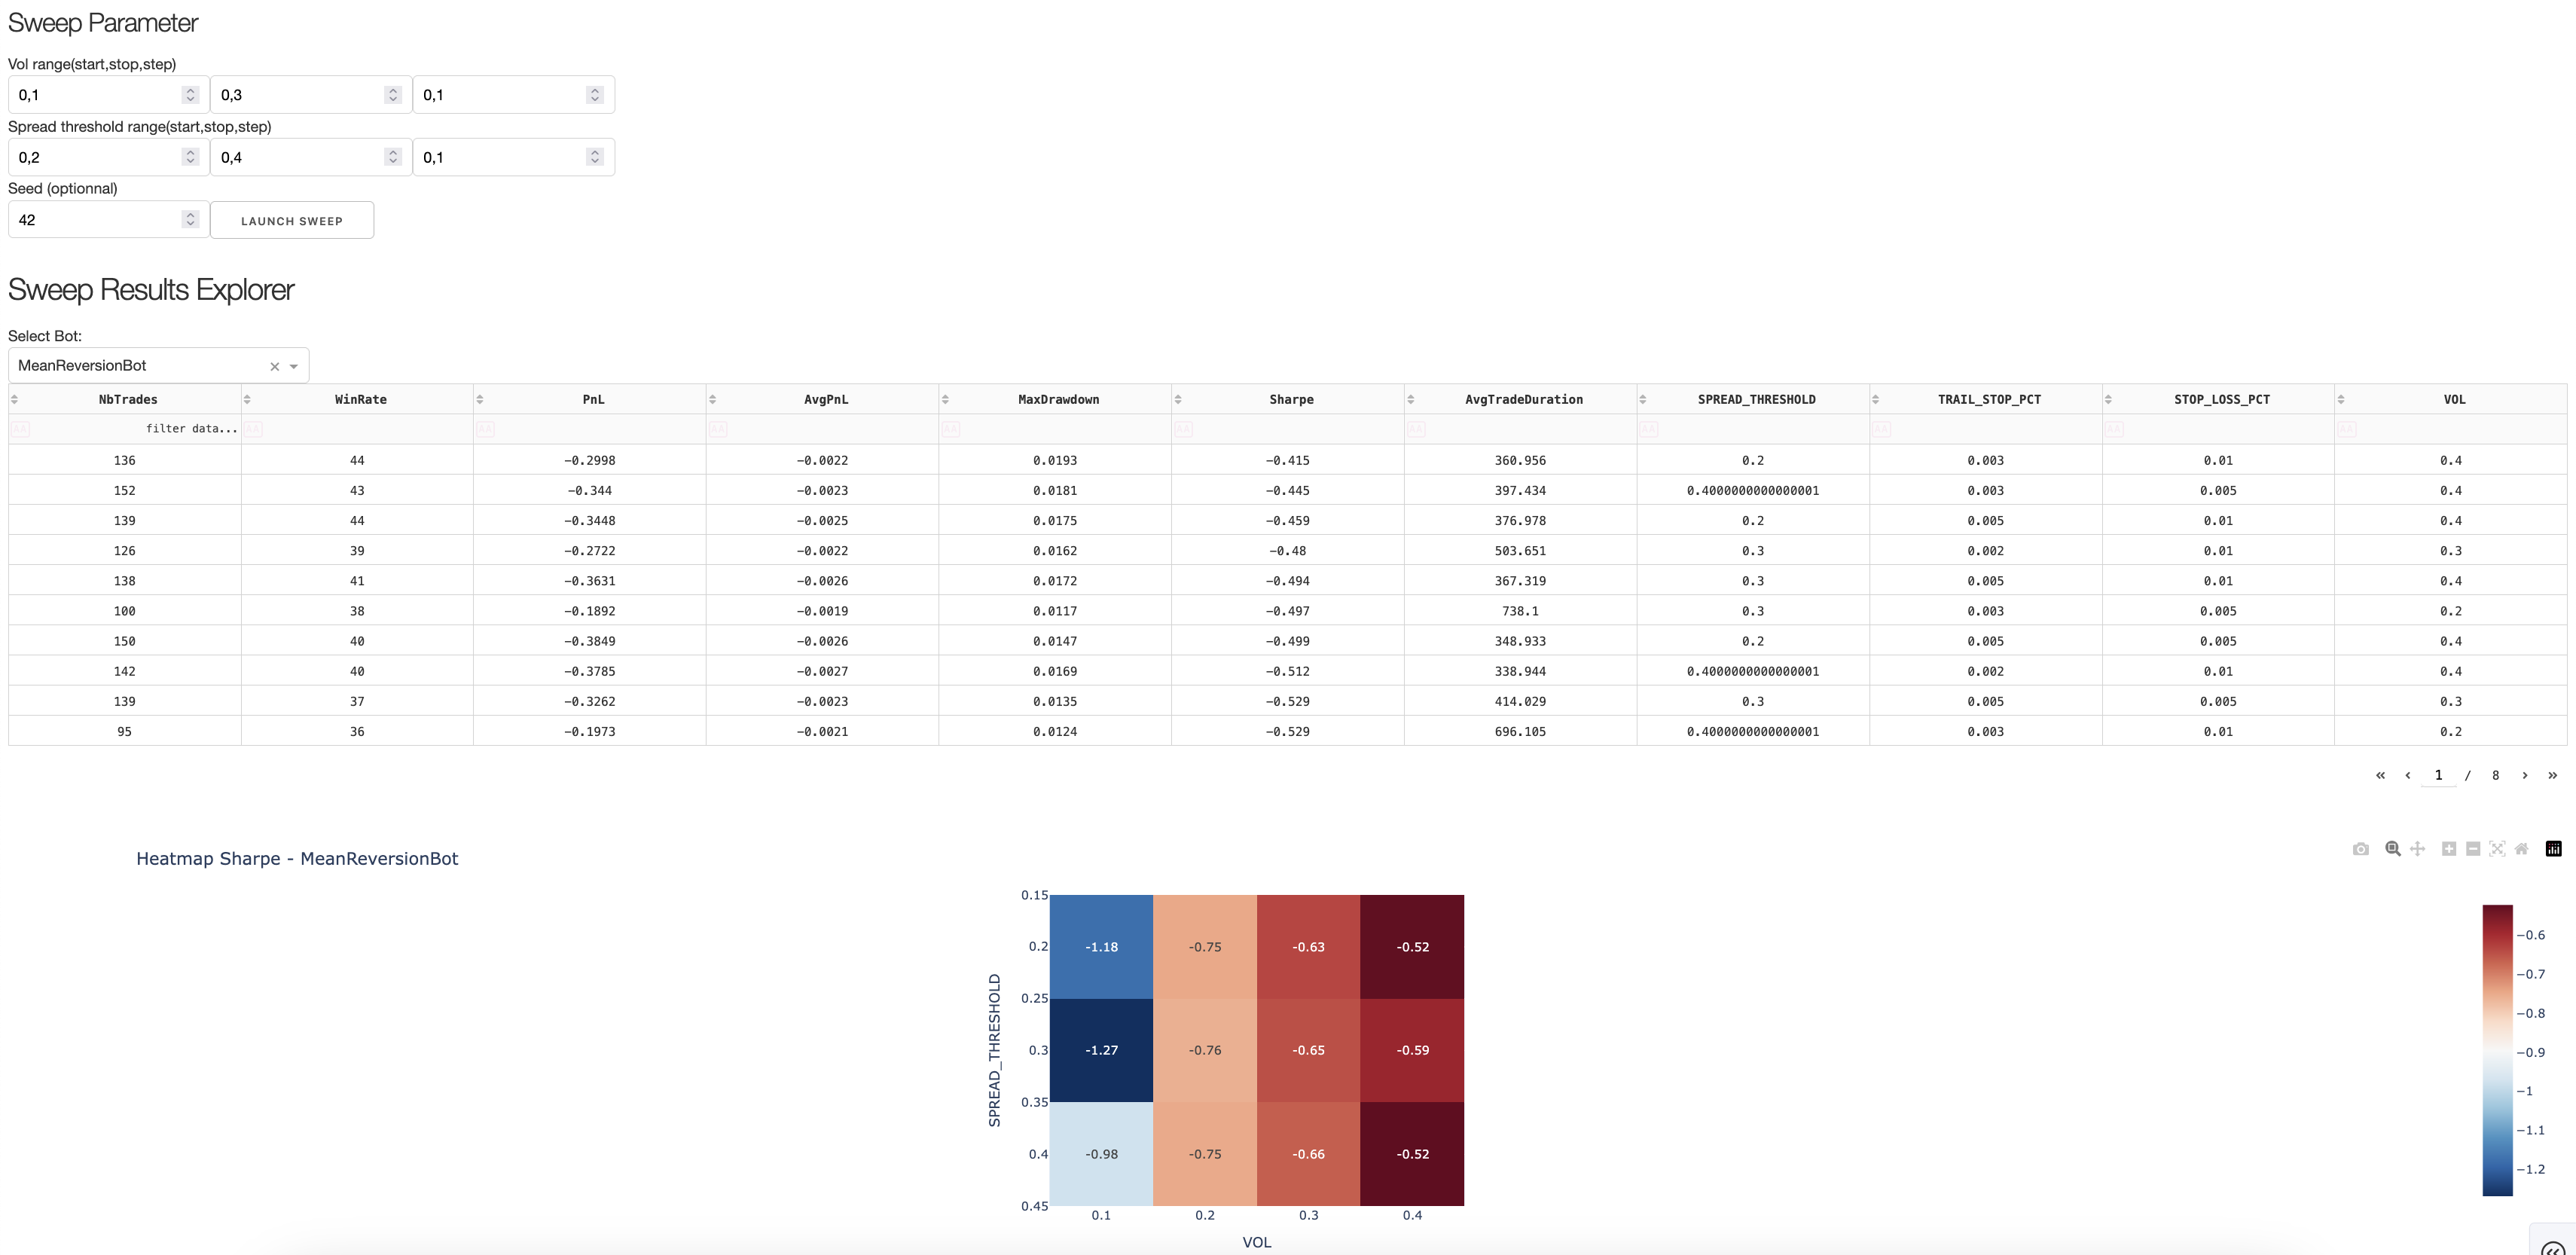 Sweep Parameter
Vol range(start,stop,step)
0,1 0,3 0,1
Spread threshold range(start,stop,step)
0,2 0,4 0,1
Seed (optionnal)
42 LAUNCH SWEEP
Sweep Results Explorer
Select Bot:
MeanReversionBot
NbTrades WinRate PnL AvgPnL MaxDrawdown Sharpe AvgTradeDuration SPREAD_THRESHOLD TRAIL_STOP_PCT STOP_LOSS_PCT VOL
AA filter data... AA AA AA AA AA AA AA AA AA AA
136 44 -0.2998 -0.0022 0.0193 -0.415 360.956 0.2 0.003 0.01 0.4
152 43 -0.344 -0.0023 0.0181 -0.445 397.434 0.4000000000000001 0.003 0.005 0.4
139 44 -0.3448 -0.0025 0.0175 -0.459 376.978 0.2 0.005 0.01 0.4
126 39 -0.2722 -0.0022 0.0162 -0.48 503.651 0.3 0.002 0.01 0.3
138 41 -0.3631 -0.0026 0.0172 -0.494 367.319 0.3 0.005 0.01 0.4
100 38 -0.1892 -0.0019 0.0117 -0.497 738.1 0.3 0.003 0.005 0.2
150 40 -0.3849 -0.0026 0.0147 -0.499 348.933 0.2 0.005 0.005 0.4
142 40 -0.3785 -0.0027 0.0169 -0.512 338.944 0.4000000000000001 0.002 0.01 0.4
139 37 -0.3262 -0.0023 0.0135 -0.529 414.029 0.3 0.005 0.005 0.3
95 36 -0.1973 -0.0021 0.0124 -0.529 696.105 0.4000000000000001 0.003 0.01 0.2
« ‹ 1 / 8 › »
Heatmap Sharpe - MeanReversionBot
0.15
0.2 -1.18 -0.75 -0.63 -0.52
0.25
0.3 -1.27 -0.76 -0.65 -0.59
0.35
0.4 -0.98 -0.75 -0.66 -0.52
0.45
SPREAD_THRESHOLD
0.1 0.2 0.3 0.4
VOL
−0.6
−0.7
−0.8
−0.9
−1
−1.1
−1.2